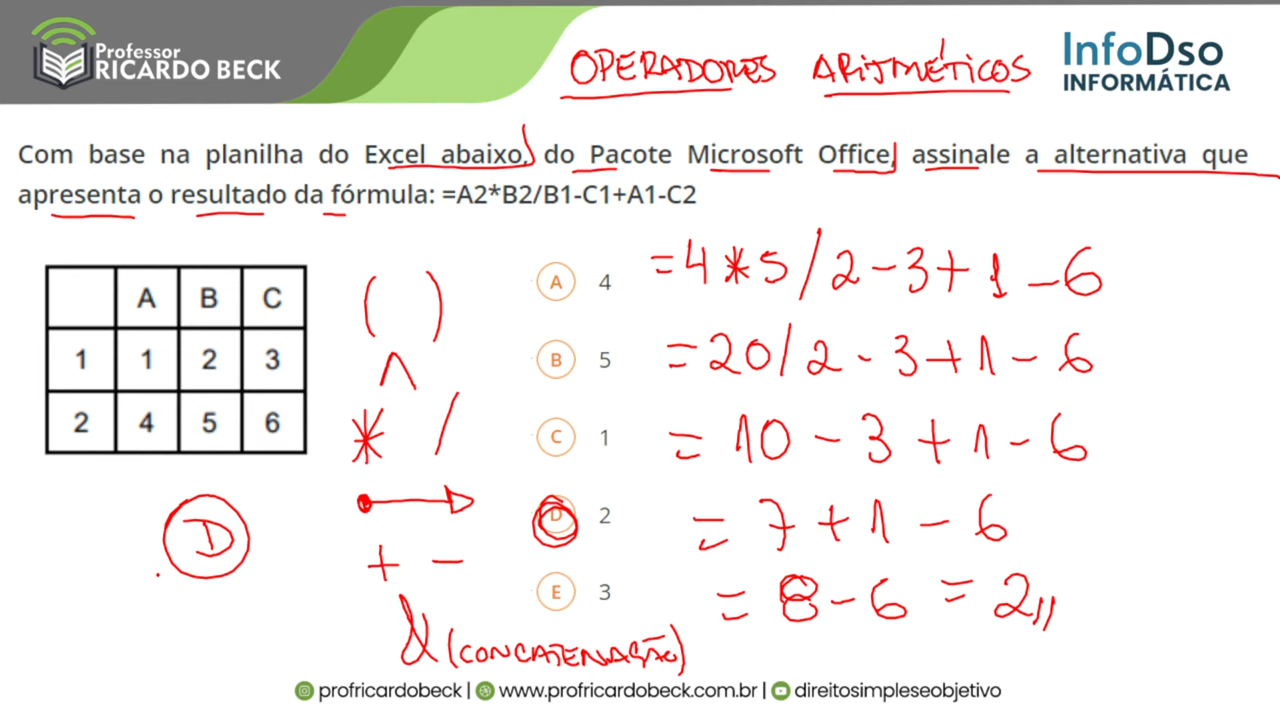 Professor
RICARDO BECK
OPERADORES ARITMÉTICOS
InfoDso
INFORMÁTICA
Com base na planilha do Excel abaixo, do Pacote Microsoft Office, assinale a alternativa que
apresenta o resultado da fórmula: =A2*B2/B1-C1+A1-C2
A B C
1 1 2 3
2 4 5 6
( )
^
* /
+ -
& (CONCATENAÇÃO)
D
A 4
B 5
C 1
D 2
E 3
=4*5/2-3+1-6
=20/2-3+1-6
=10-3+1-6
=7+1-6
=8-6=2,,
profricardobeck | www.profricardobeck.com.br | direitosimpleseobjetivo